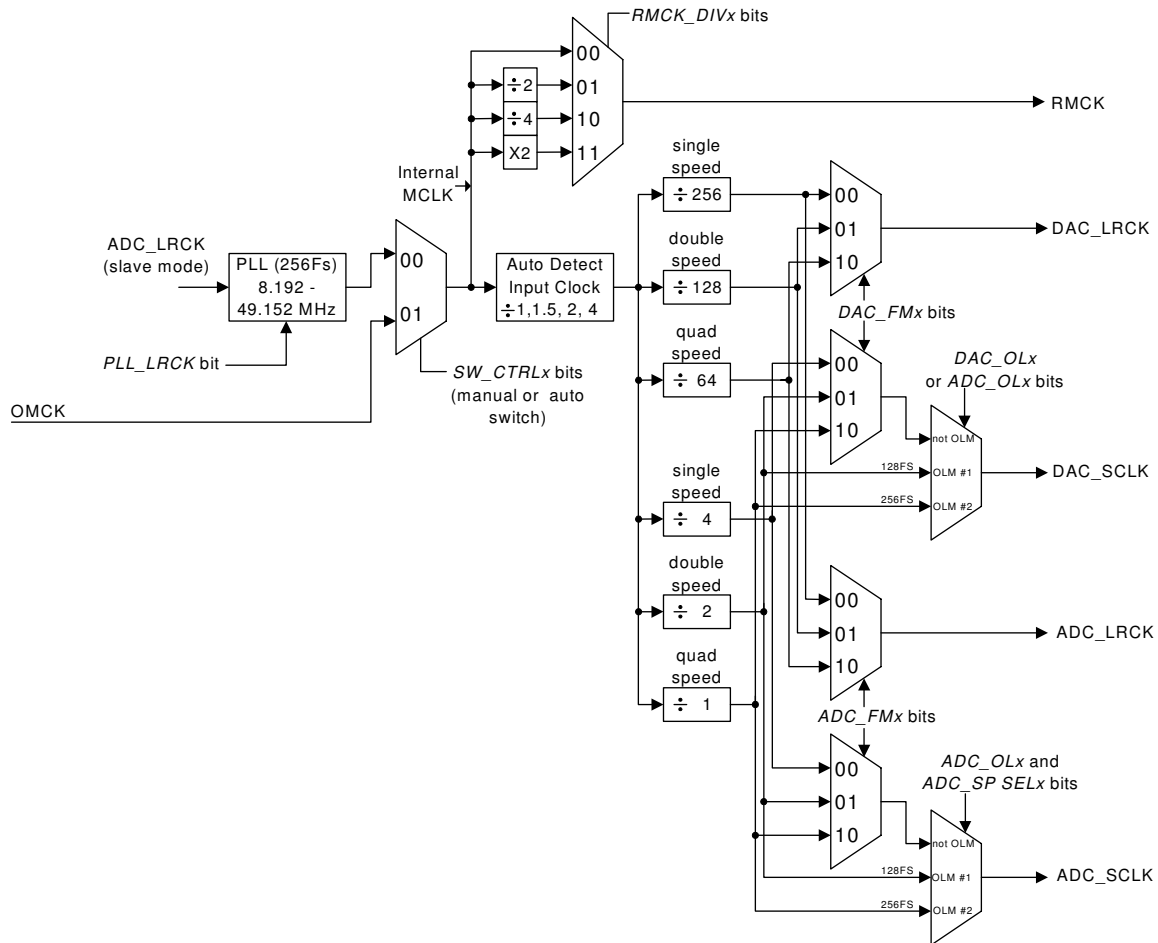 RMCK_DIVx bits
00
÷2
01
÷4
10
X2
11
RMCK
Internal
MCLK
ADC_LRCK
(slave mode)
PLL (256Fs)
8.192 -
49.152 MHz
00
01
PLL_LRCK bit
OMCK
SW_CTRLx bits
(manual or auto
switch)
Auto Detect
Input Clock
÷1,1.5, 2, 4
single
speed
÷256
double
speed
÷128
quad
speed
÷ 64
single
speed
÷ 4
double
speed
÷ 2
quad
speed
÷ 1
00
01
10
DAC_LRCK
DAC_FMx bits
00
01
10
DAC_OLx
or ADC_OLx bits
not OLM
128FS
OLM #1
256FS
OLM #2
DAC_SCLK
00
01
10
ADC_LRCK
ADC_FMx bits
00
01
10
ADC_OLx and
ADC_SP SELx bits
not OLM
128FS
OLM #1
256FS
OLM #2
ADC_SCLK